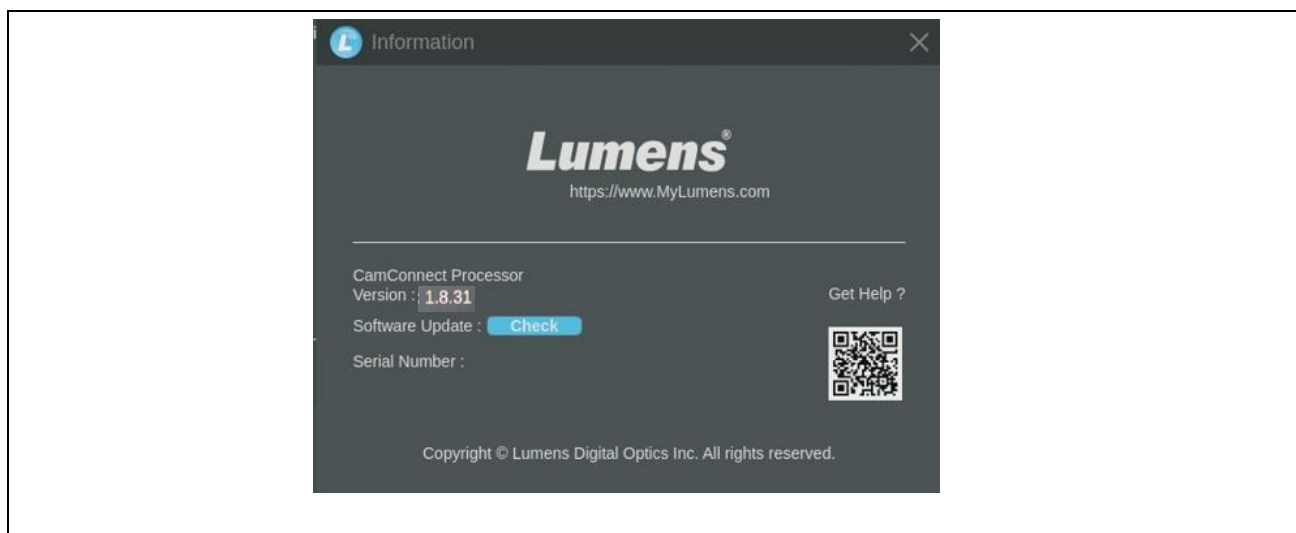 Information
Lumens®
https://www.MyLumens.com
CamConnect Processor
Version : 1.8.31
Get Help ?
Software Update : Check
Serial Number :
Copyright © Lumens Digital Optics Inc. All rights reserved.